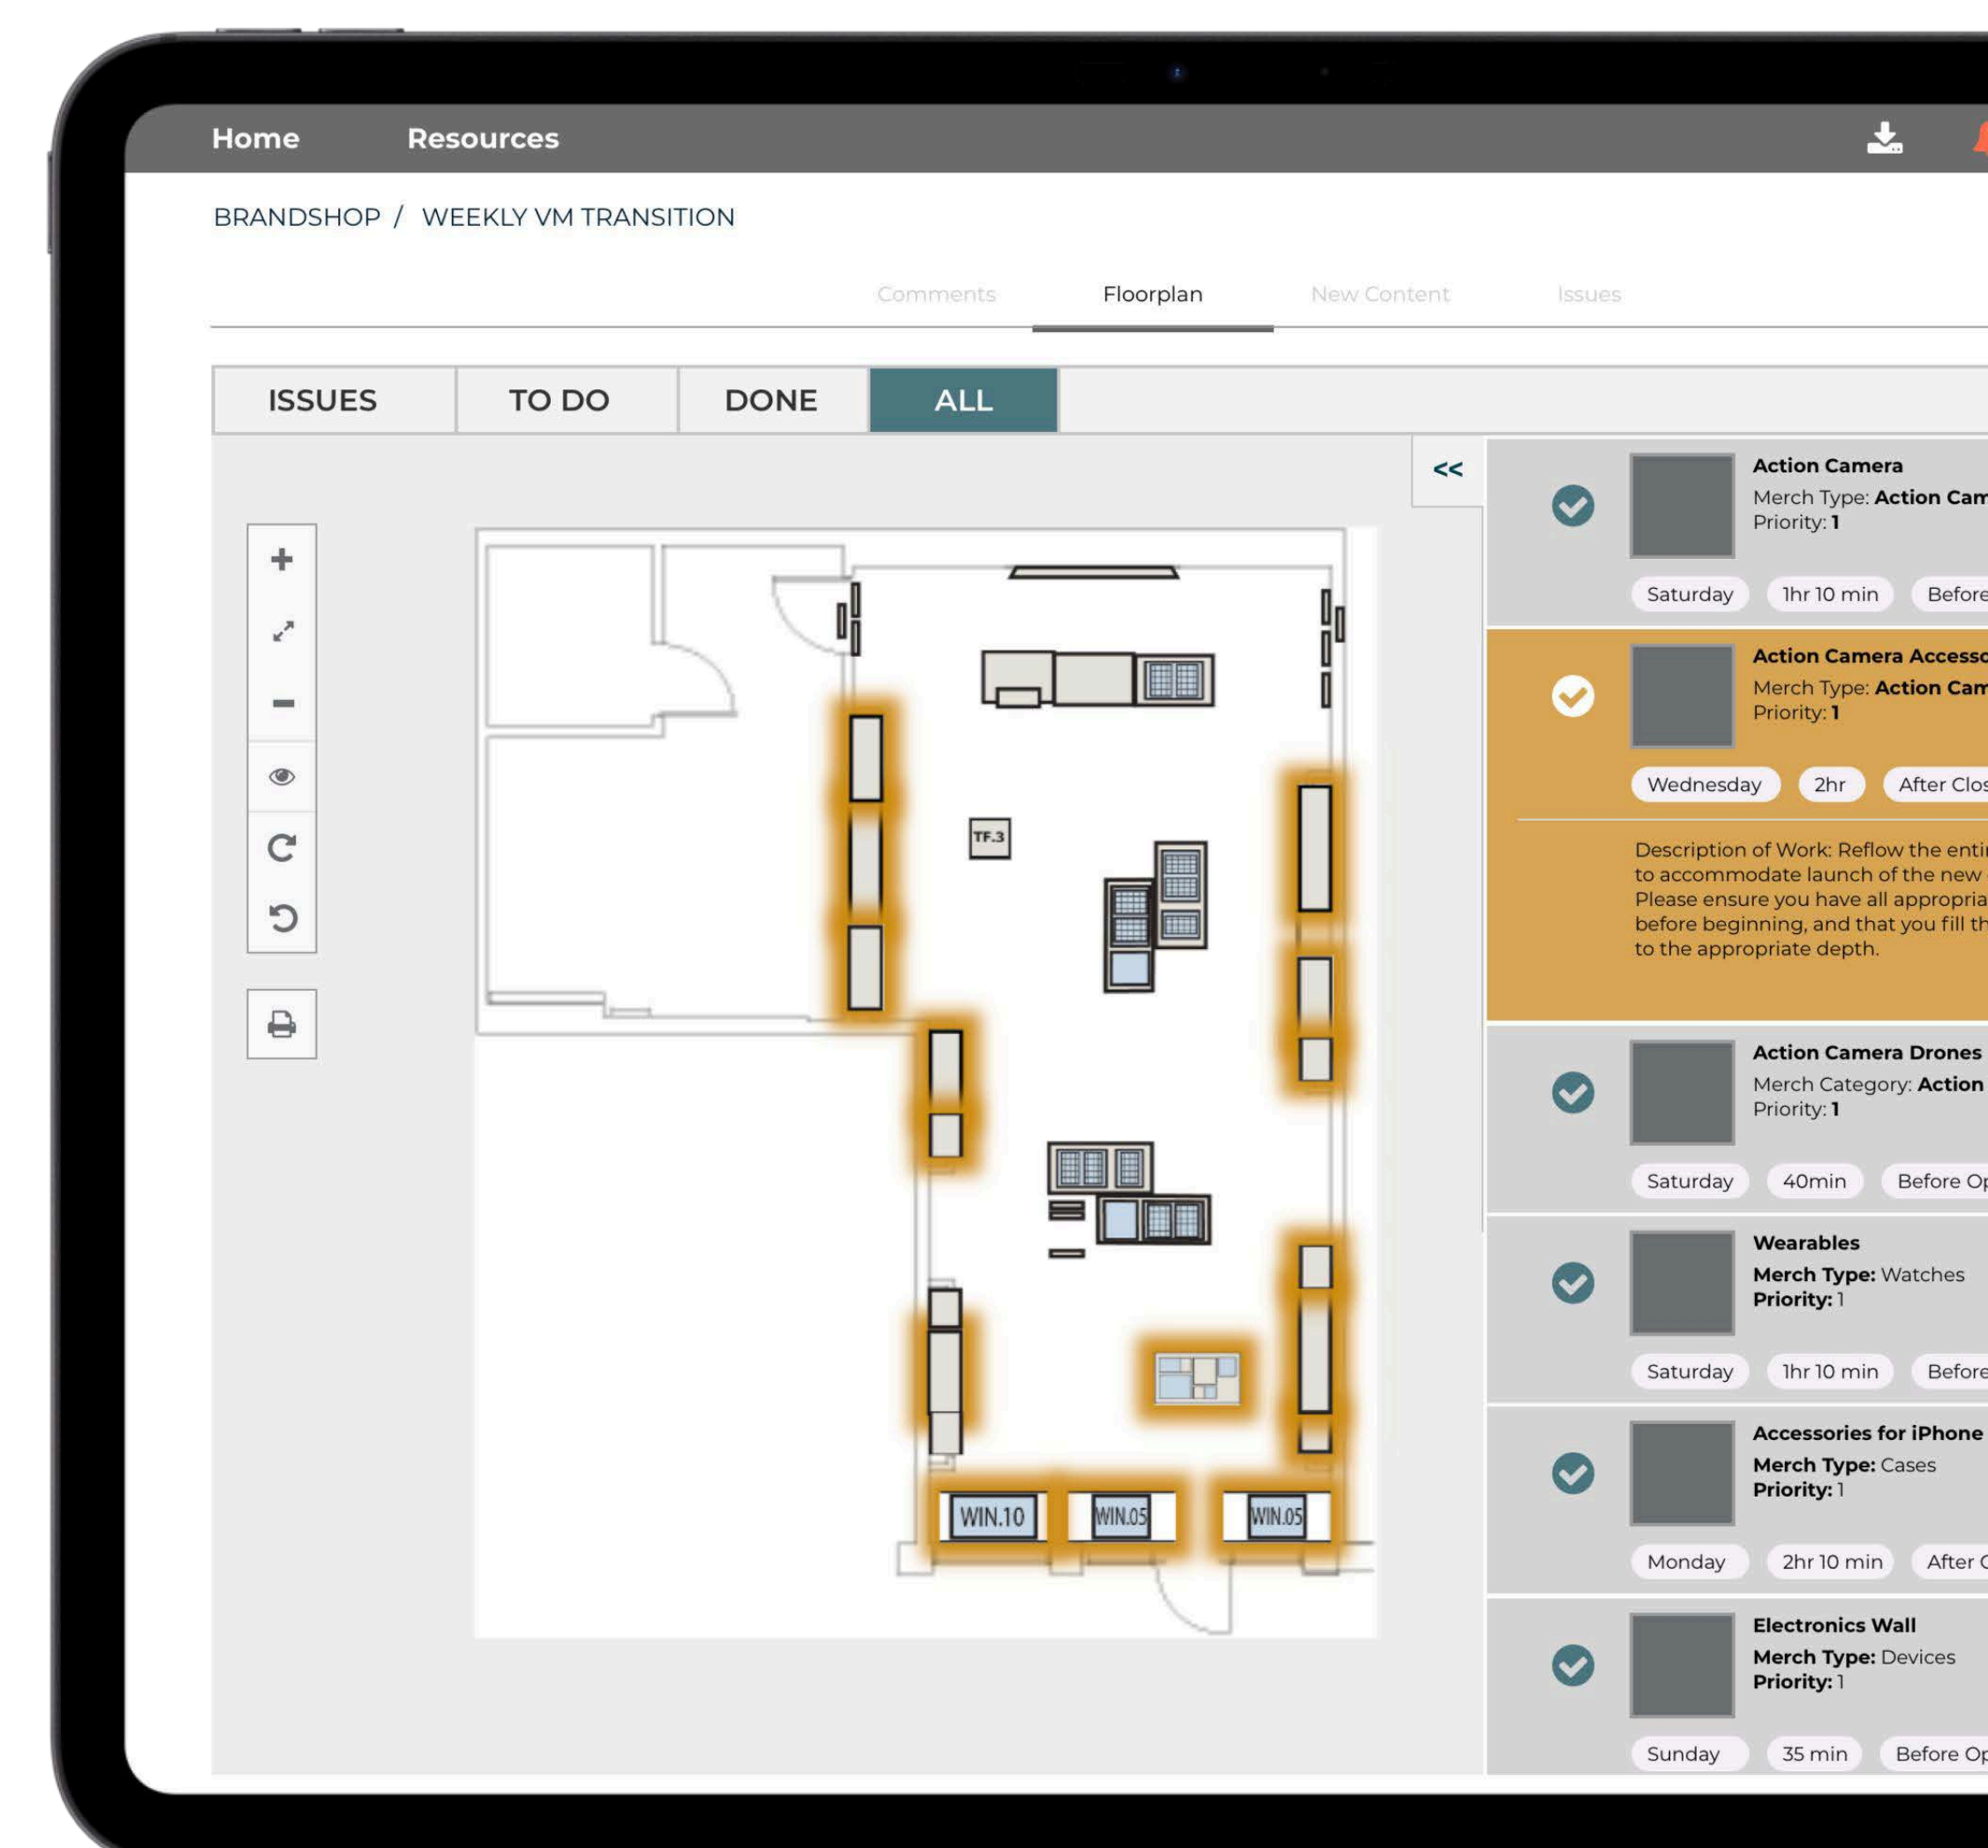 Home Resources
BRANDSHOP / WEEKLY VM TRANSITION
Comments Floorplan New Content Issues
ISSUES TO DO DONE ALL
<<
TF.3
WIN.10 WIN.05 WIN.05
Action Camera
Merch Type: Action Cam
Priority: 1
Saturday 1hr 10 min Before
Action Camera Accesso
Merch Type: Action Cam
Priority: 1
Wednesday 2hr After Clos
Description of Work: Reflow the enti
to accommodate launch of the new
Please ensure you have all appropria
before beginning, and that you fill th
to the appropriate depth.
Action Camera Drones
Merch Category: Action
Priority: 1
Saturday 40min Before Op
Wearables
Merch Type: Watches
Priority: 1
Saturday 1hr 10 min Before
Accessories for iPhone
Merch Type: Cases
Priority: 1
Monday 2hr 10 min After
Electronics Wall
Merch Type: Devices
Priority: 1
Sunday 35 min Before Op